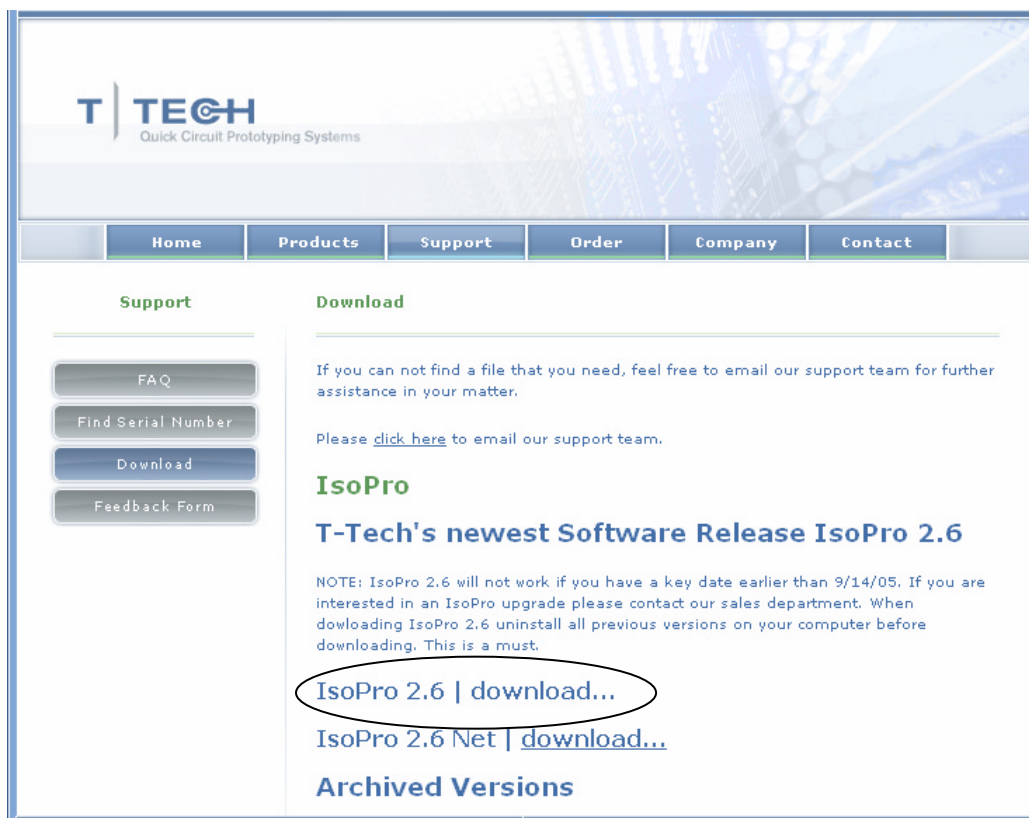 T TECH
Quick Circuit Prototyping Systems
Home Products Support Order Company Contact
Support
FAQ
Find Serial Number
Download
Feedback Form
Download
If you can not find a file that you need, feel free to email our support team for further
assistance in your matter.
Please click here to email our support team.
IsoPro
T-Tech's newest Software Release IsoPro 2.6
NOTE: IsoPro 2.6 will not work if you have a key date earlier than 9/14/05. If you are
interested in an IsoPro upgrade please contact our sales department. When
dowloading IsoPro 2.6 uninstall all previous versions on your computer before
downloading. This is a must.
IsoPro 2.6 | download...
IsoPro 2.6 Net | download...
Archived Versions